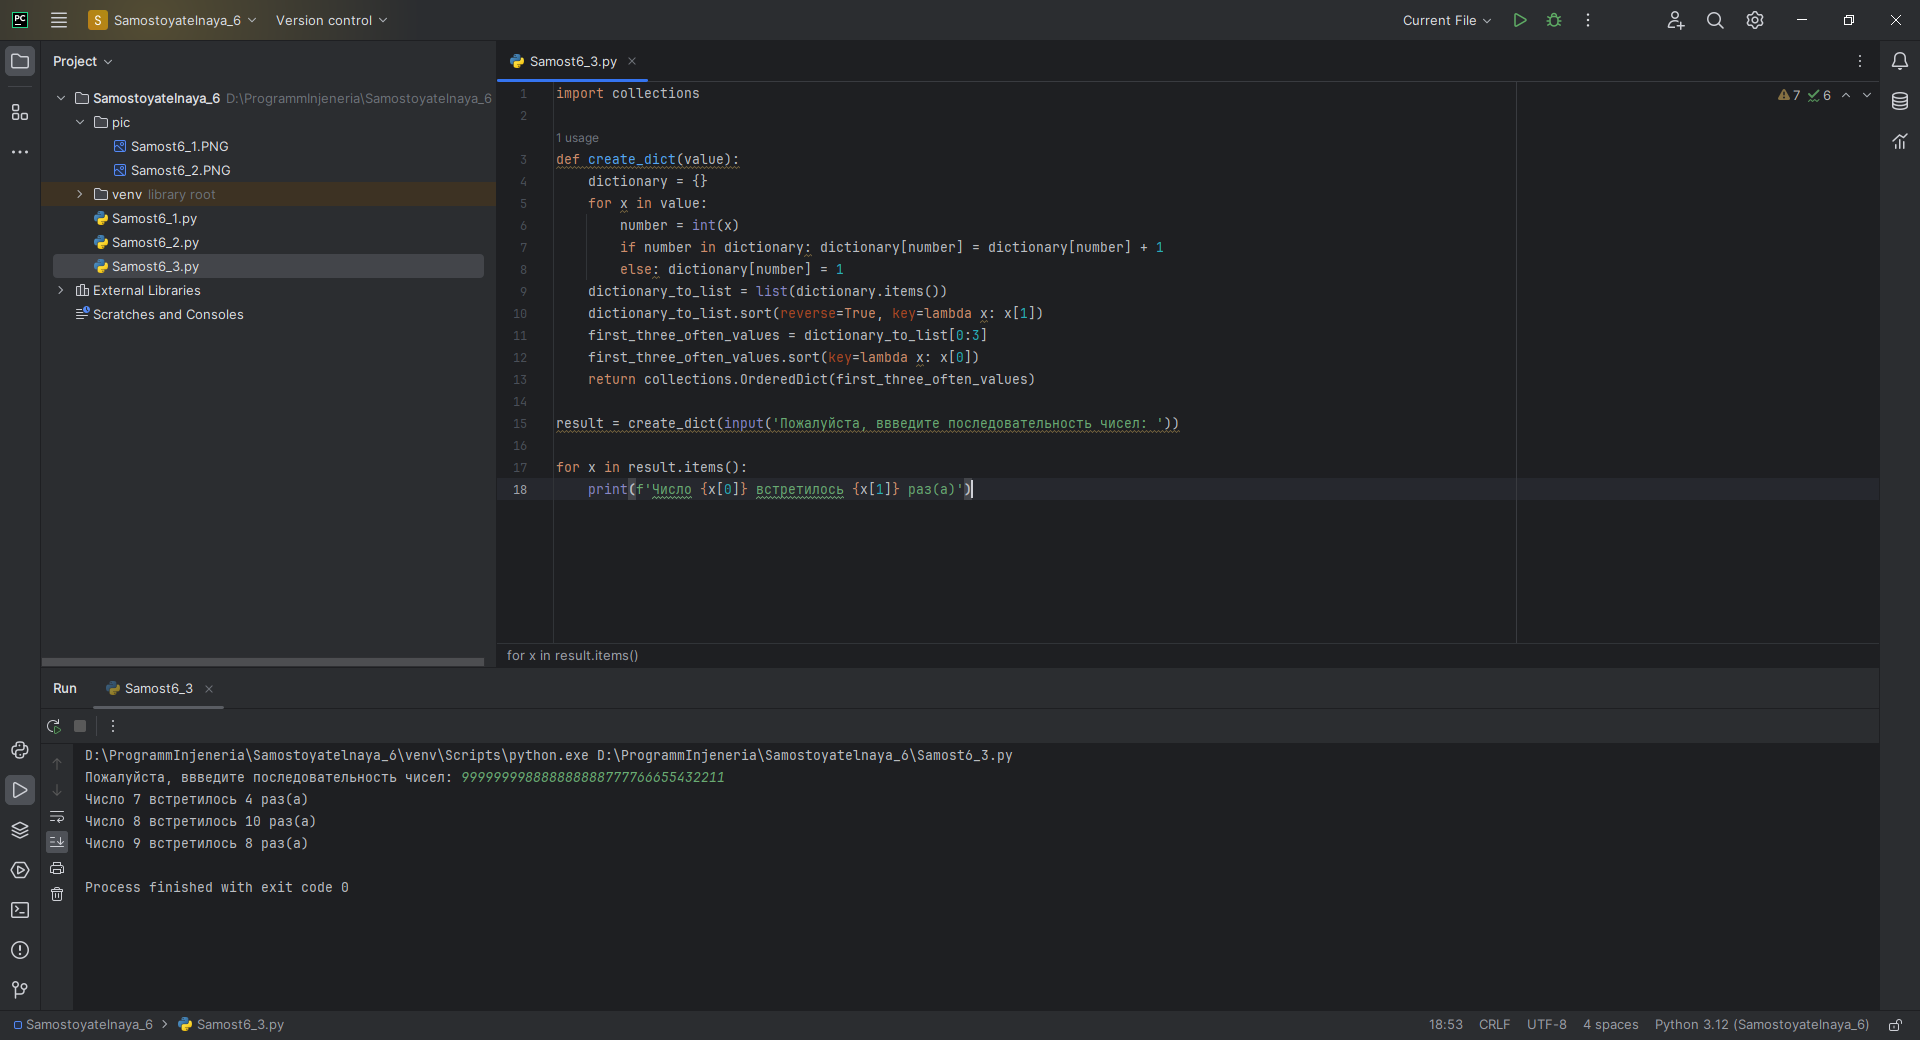 PC
S Samostoyatelnaya_6 Version control Current File
Project
Samostoyatelnaya_6 D:\ProgrammInjeneria\Samostoyatelnaya_6
pic
Samost6_1.PNG
Samost6_2.PNG
venv library root
Samost6_1.py
Samost6_2.py
Samost6_3.py
External Libraries
Scratches and Consoles
Samost6_3.py
7 6
1 import collections
2
1 usage
3 def create_dict(value):
4 dictionary = {}
5 for x in value:
6 number = int(x)
7 if number in dictionary: dictionary[number] = dictionary[number] + 1
8 else: dictionary[number] = 1
9 dictionary_to_list = list(dictionary.items())
10 dictionary_to_list.sort(reverse=True, key=lambda x: x[1])
11 first_three_often_values = dictionary_to_list[0:3]
12 first_three_often_values.sort(key=lambda x: x[0])
13 return collections.OrderedDict(first_three_often_values)
14
15 result = create_dict(input('Пожалуйста, ввведите последовательность чисел: '))
16
17 for x in result.items():
18 print(f'Число {x[0]} встретилось {x[1]} раз(а)')
for x in result.items()
Run Samost6_3
D:\ProgrammInjeneria\Samostoyatelnaya_6\venv\Scripts\python.exe D:\ProgrammInjeneria\Samostoyatelnaya_6\Samost6_3.py
Пожалуйста, ввведите последовательность чисел: 999999998888888888777766655432211
Число 7 встретилось 4 раз(а)
Число 8 встретилось 10 раз(а)
Число 9 встретилось 8 раз(а)
Process finished with exit code 0
Samostoyatelnaya_6 > Samost6_3.py
18:53 CRLF UTF-8 4 spaces Python 3.12 (Samostoyatelnaya_6)